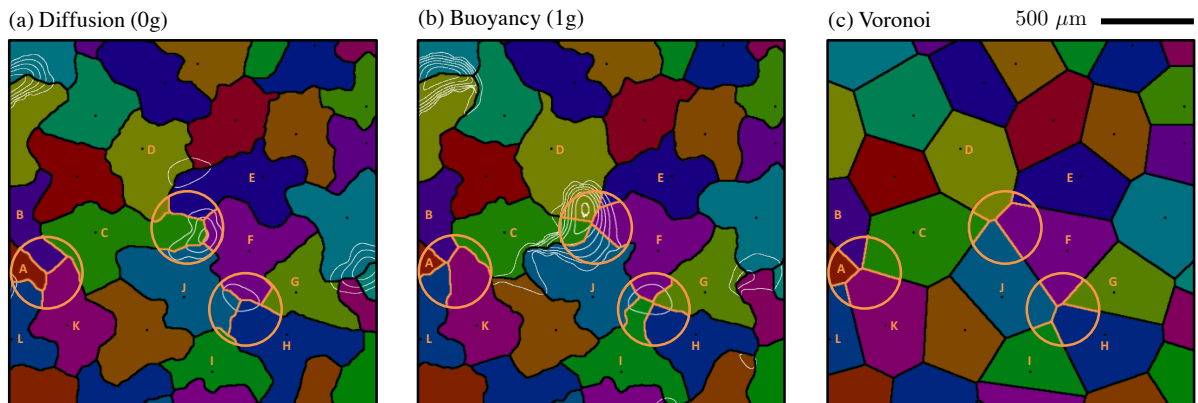 (a) Diffusion (0g)
(b) Buoyancy (1g)
(c) Voronoi
500 μm
D
E
B
C
F
A
G
J
K
L
H
I
D
E
B
C
F
A
G
J
K
L
H
I
D
E
B
C
F
A
G
J
K
L
H
I